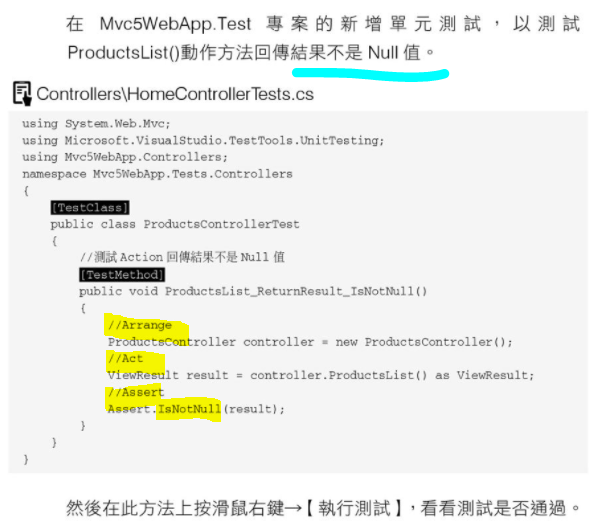 在 Mvc5WebApp.Test 專案的新增單元測試，以測試
ProductsList()動作方法回傳結果不是 Null 值。
Controllers\HomeControllerTests.cs
using System.Web.Mvc;
using Microsoft.VisualStudio.TestTools.UnitTesting;
using Mvc5WebApp.Controllers;
namespace Mvc5WebApp.Tests.Controllers
{
[TestClass]
public class ProductsControllerTest
{
//測試 Action 回傳結果不是 Null 值
[TestMethod]
public void ProductsList_ReturnResult_IsNotNull()
{
//Arrange
ProductsController controller = new ProductsController();
//Act
ViewResult result = controller.ProductsList() as ViewResult;
//Assert
Assert.IsNotNull(result);
}
}
}
然後在此方法上按滑鼠右鍵→【執行測試】，看看測試是否通過。